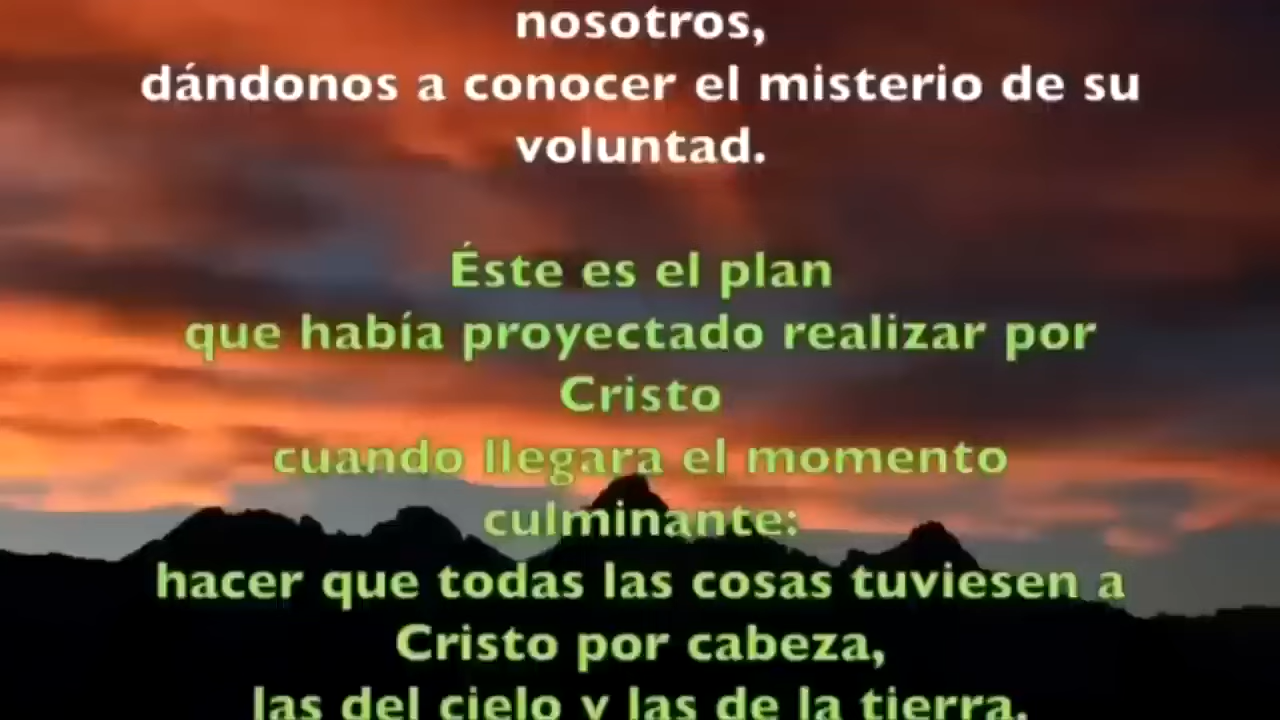 nosotros,
dándonos a conocer el misterio de su
voluntad.
Éste es el plan
que había proyectado realizar por
Cristo
cuando llegara el momento
culminante:
hacer que todas las cosas tuviesen a
Cristo por cabeza,
las del cielo y las de la tierra.